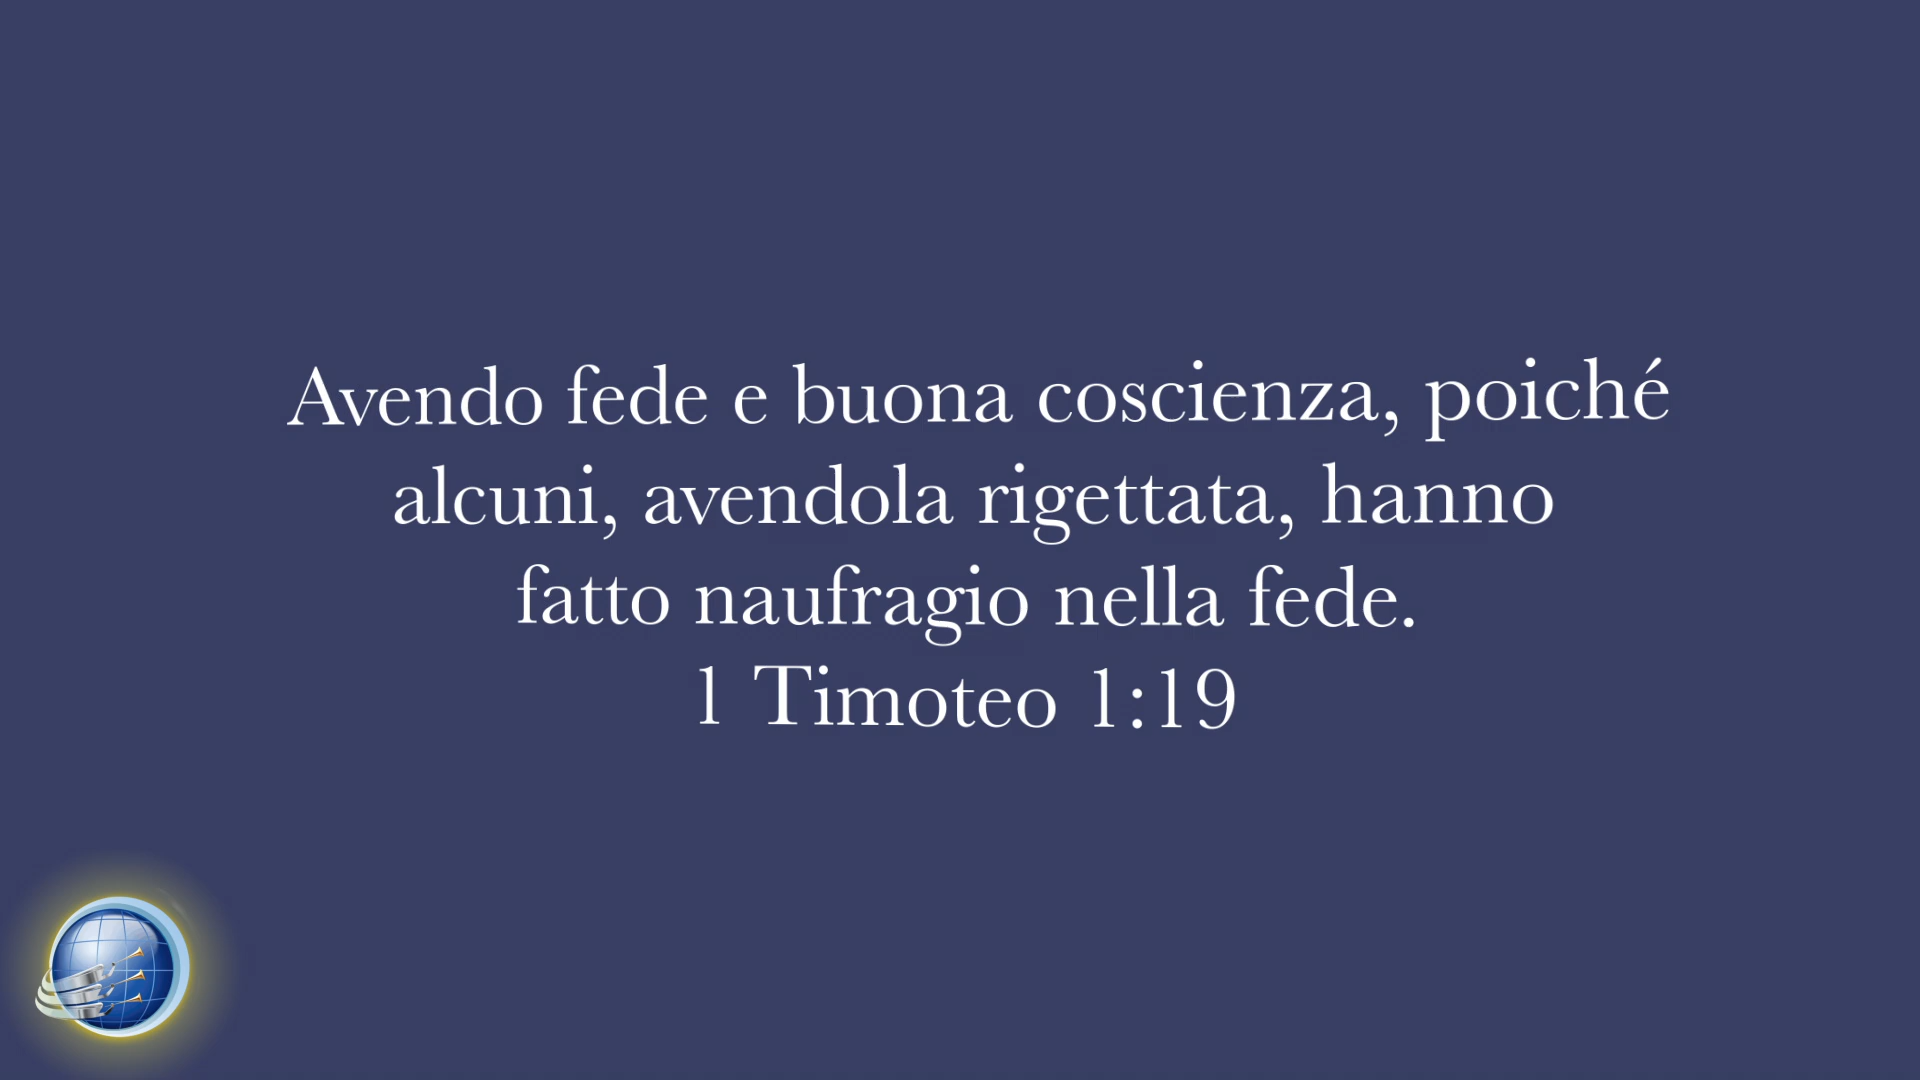 Avendo fede e buona coscienza, poiché
alcuni, avendola rigettata, hanno
fatto naufragio nella fede.
1 Timoteo 1:19